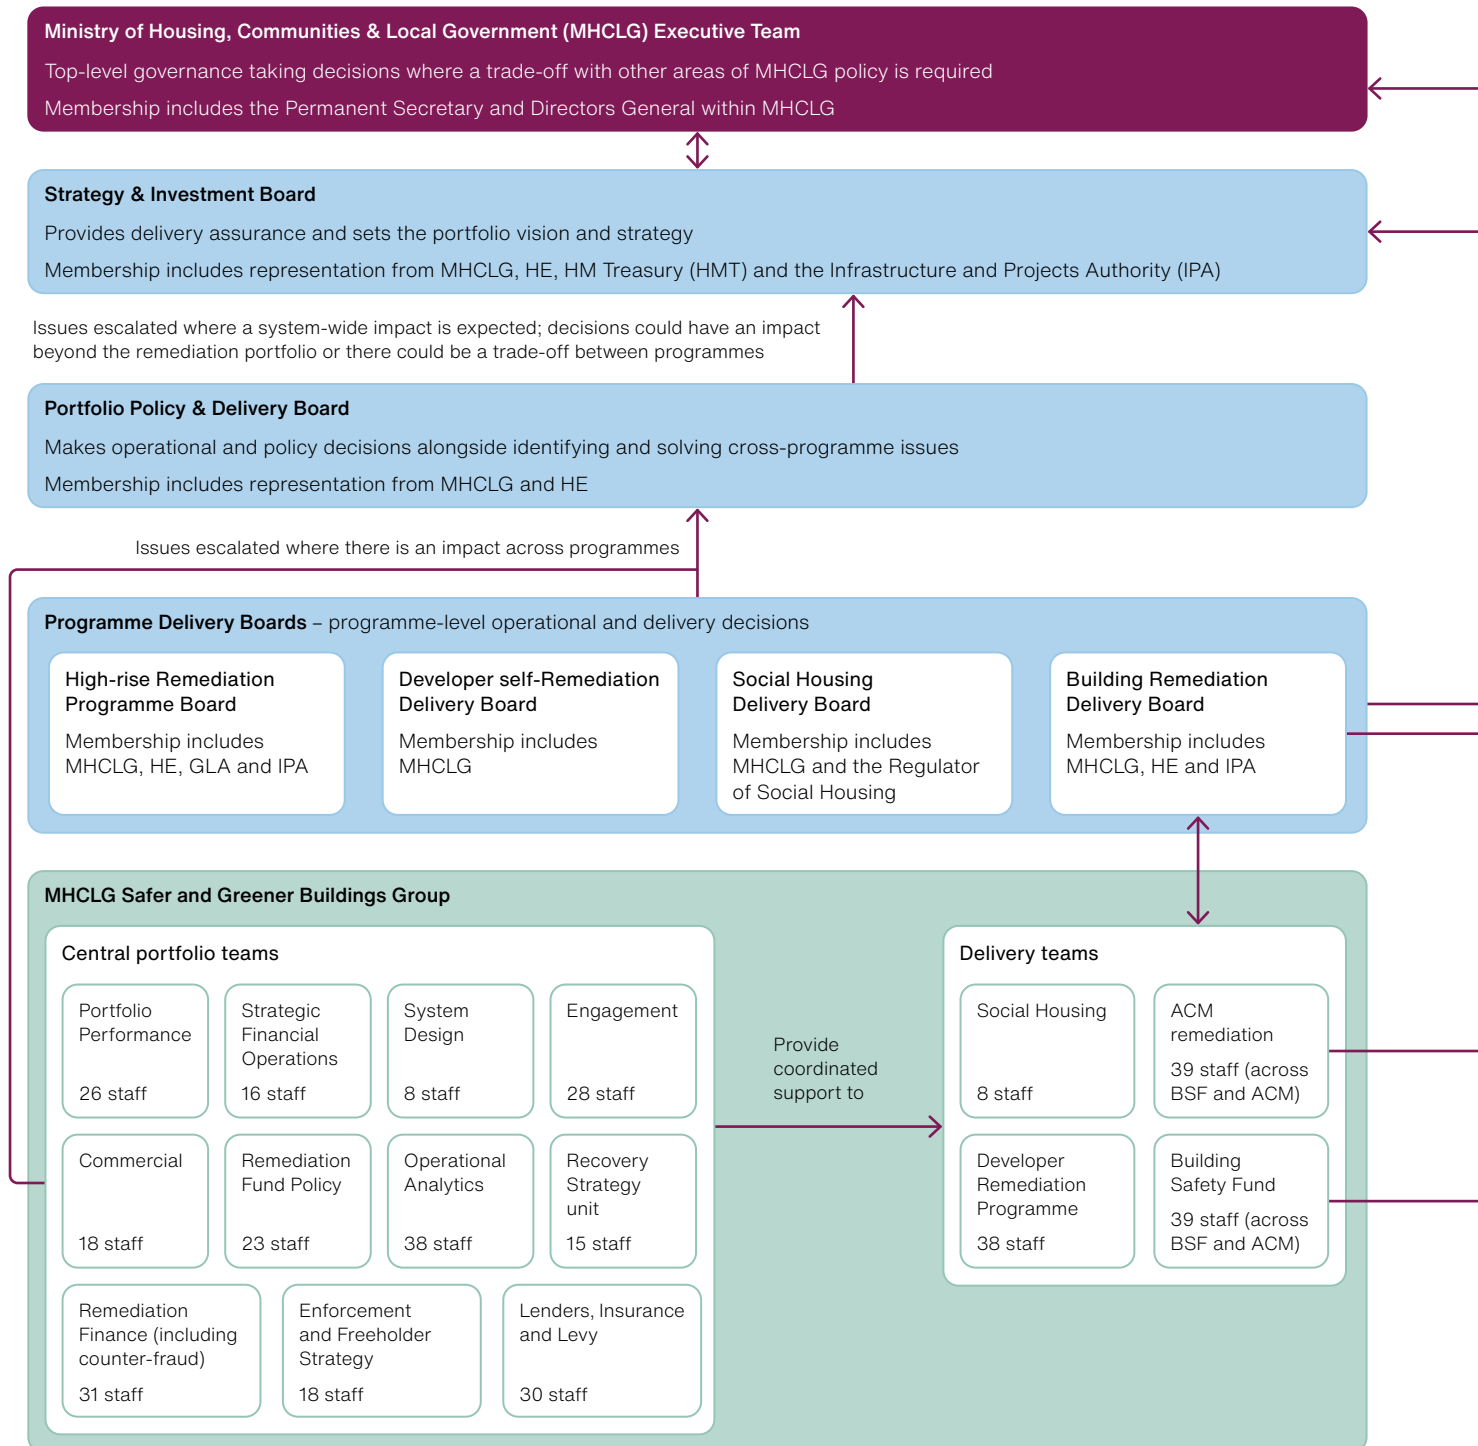 Ministry of Housing, Communities & Local Government (MHCLG) Executive Team
Top-level governance taking decisions where a trade-off with other areas of MHCLG policy is required
Membership includes the Permanent Secretary and Directors General within MHCLG
Strategy & Investment Board
Provides delivery assurance and sets the portfolio vision and strategy
Membership includes representation from MHCLG, HE, HM Treasury (HMT) and the Infrastructure and Projects Authority (IPA)
Issues escalated where a system-wide impact is expected; decisions could have an impact
beyond the remediation portfolio or there could be a trade-off between programmes
Portfolio Policy & Delivery Board
Makes operational and policy decisions alongside identifying and solving cross-programme issues
Membership includes representation from MHCLG and HE
Issues escalated where there is an impact across programmes
Programme Delivery Boards – programme-level operational and delivery decisions
High-rise Remediation
Programme Board
Membership includes
MHCLG, HE, GLA and IPA
Developer self-Remediation
Delivery Board
Membership includes
MHCLG
Social Housing
Delivery Board
Membership includes
MHCLG and the Regulator
of Social Housing
Building Remediation
Delivery Board
Membership includes
MHCLG, HE and IPA
MHCLG Safer and Greener Buildings Group
Central portfolio teams
Portfolio
Performance
26 staff
Strategic
Financial
Operations
16 staff
System
Design
8 staff
Engagement
28 staff
Commercial
18 staff
Remediation
Fund Policy
23 staff
Operational
Analytics
38 staff
Recovery
Strategy
unit
15 staff
Remediation
Finance (including
counter-fraud)
31 staff
Enforcement
and Freeholder
Strategy
18 staff
Lenders, Insurance
and Levy
30 staff
Provide
coordinated
support to
Delivery teams
Social Housing
8 staff
ACM
remediation
39 staff (across
BSF and ACM)
Developer
Remediation
Programme
38 staff
Building
Safety Fund
39 staff (across
BSF and ACM)